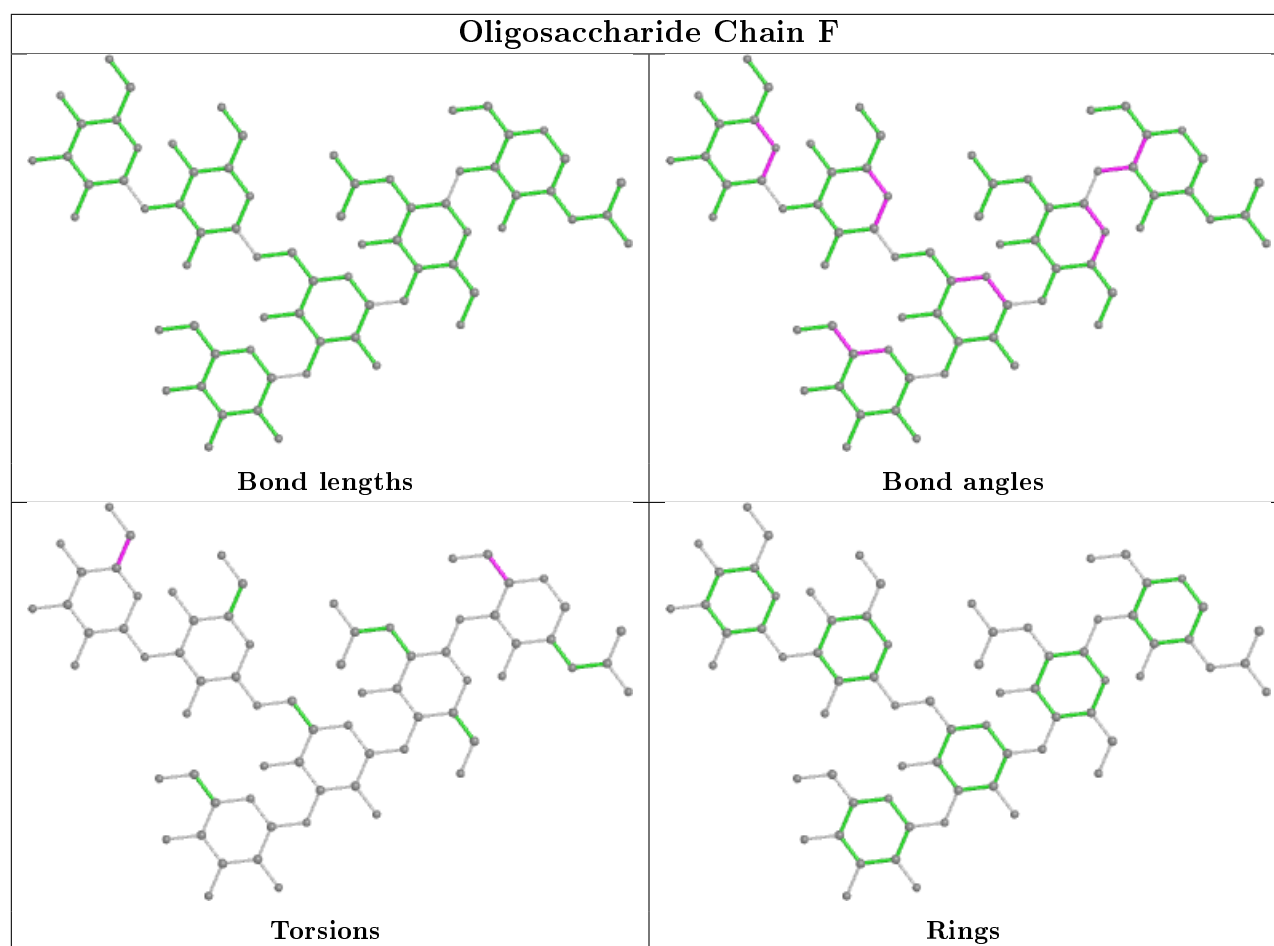 Oligosaccharide Chain F
Bond lengths
Bond angles
Torsions
Rings